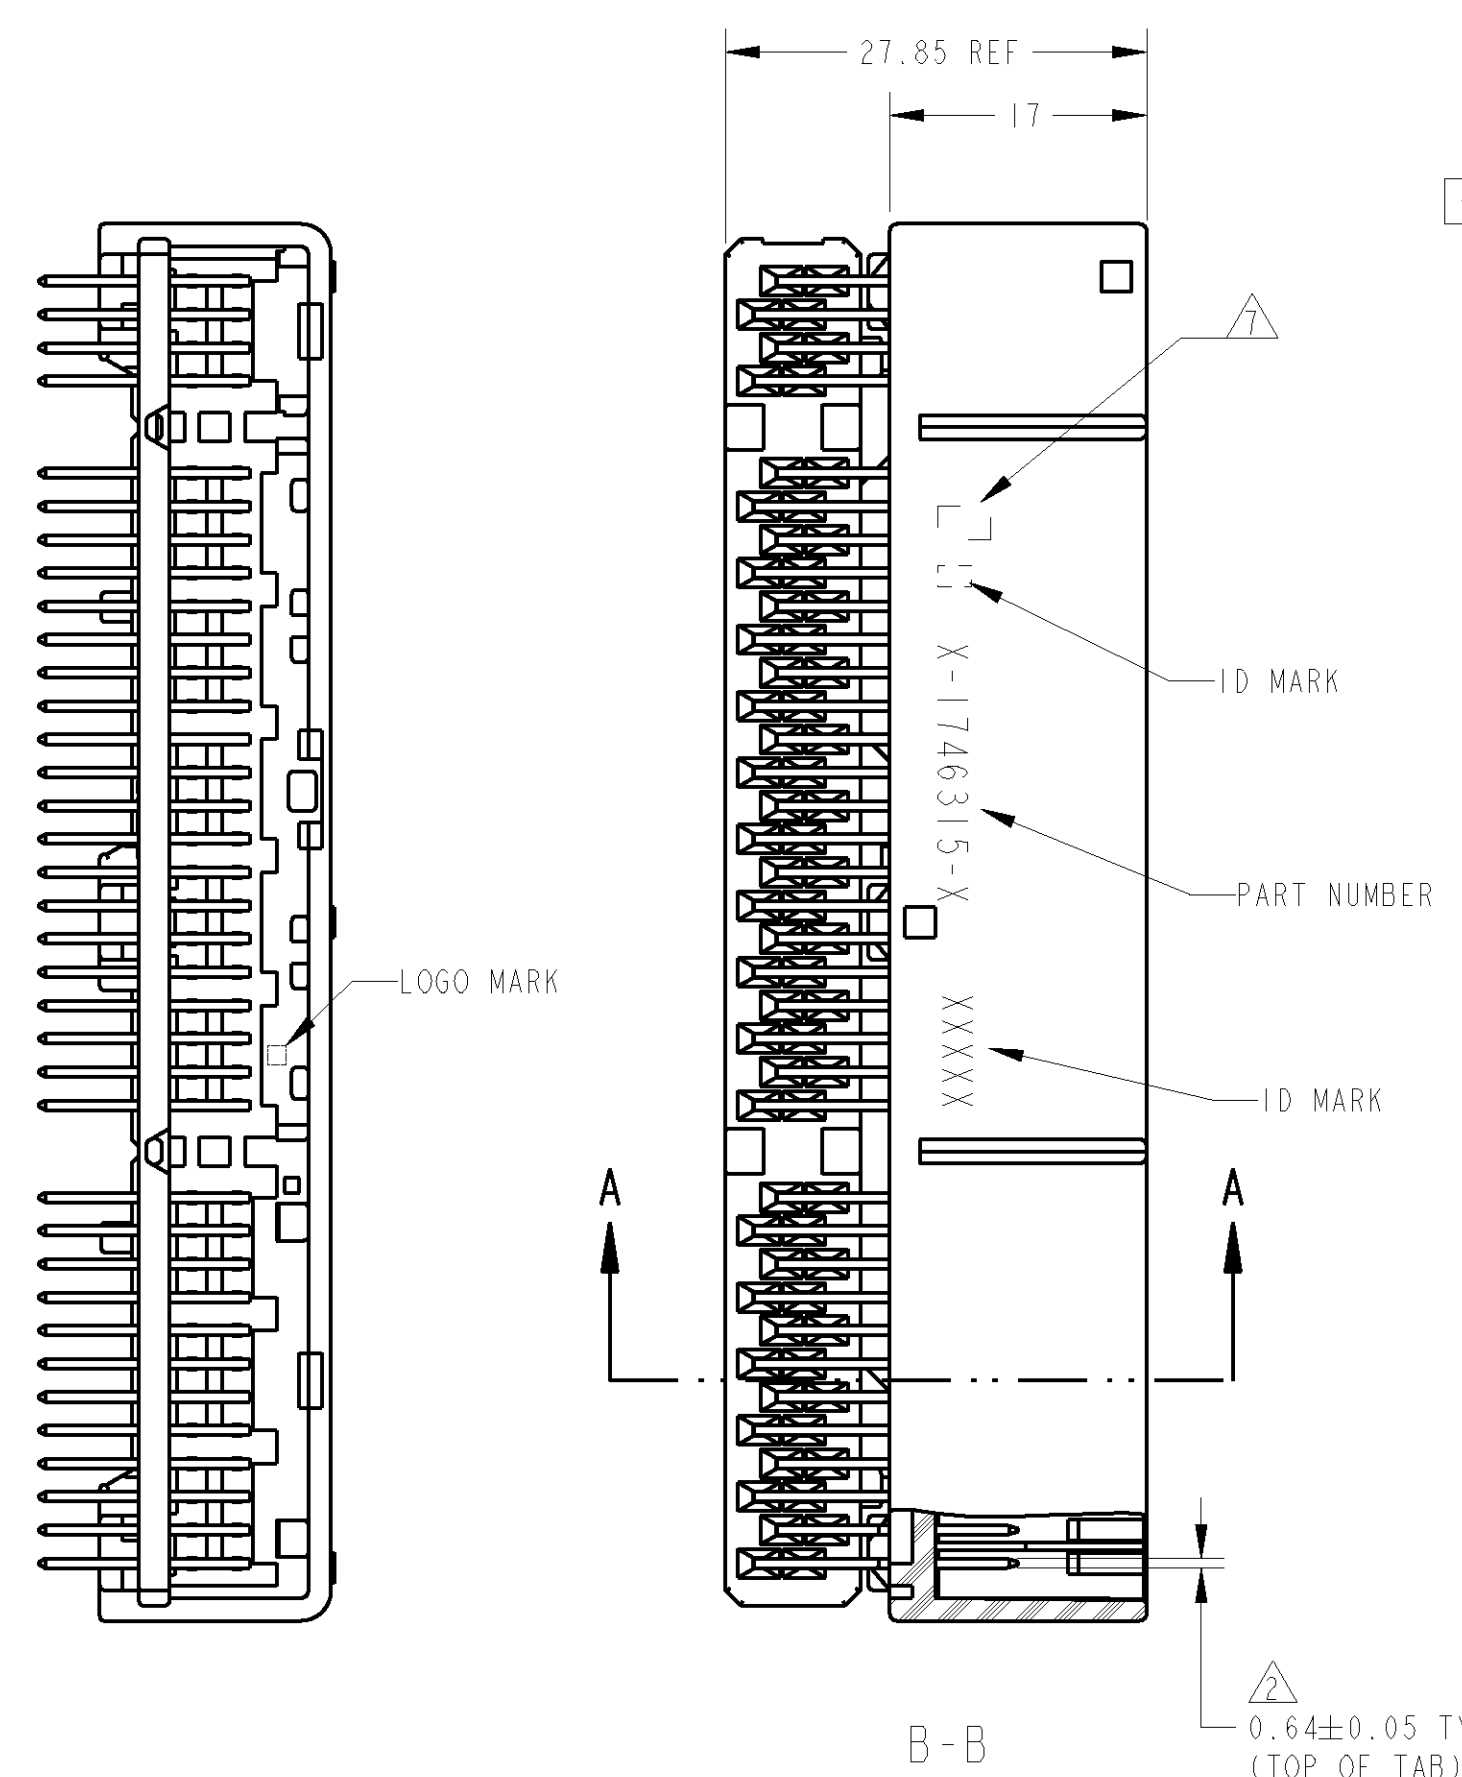 27.85 REF
17
7
ID MARK
X-1746315-X
PART NUMBER
LOGO MARK
XXXXX
ID MARK
A A
2
0.64±0.05
(TOP OF TAB)
B-B